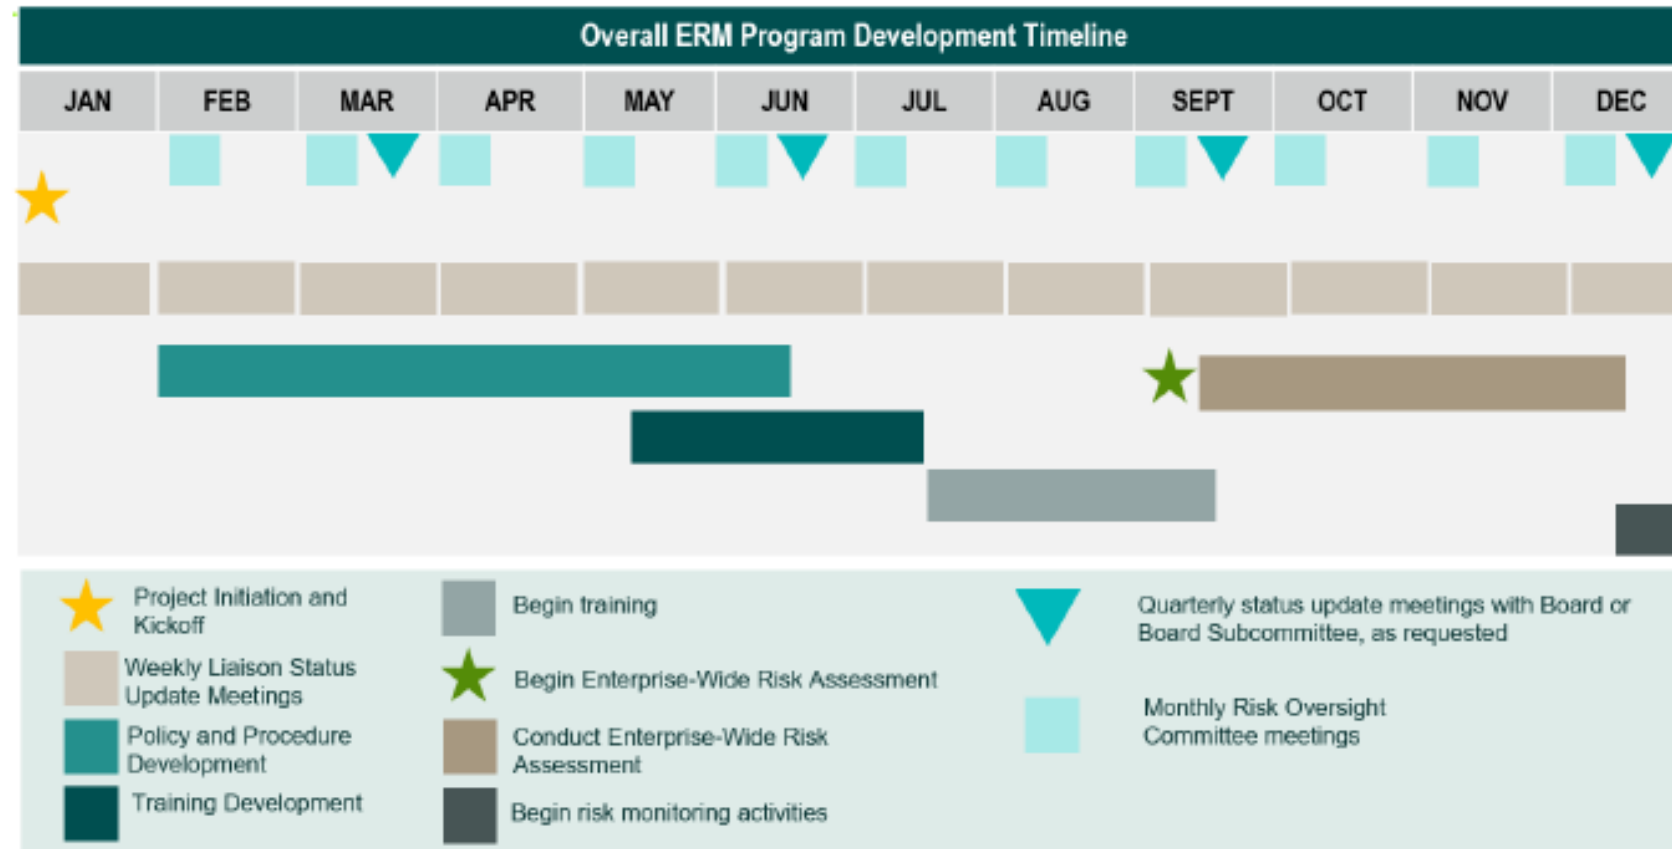 Overall ERM Program Development Timeline
JAN FEB MAR APR MAY JUN JUL AUG SEPT OCT NOV DEC
Project Initiation and
Kickoff
Weekly Liaison Status
Update Meetings
Policy and Procedure
Development
Training Development
Begin training
Begin Enterprise-Wide Risk Assessment
Conduct Enterprise-Wide Risk
Assessment
Begin risk monitoring activities
Quarterly status update meetings with Board or
Board Subcommittee, as requested
Monthly Risk Oversight
Committee meetings